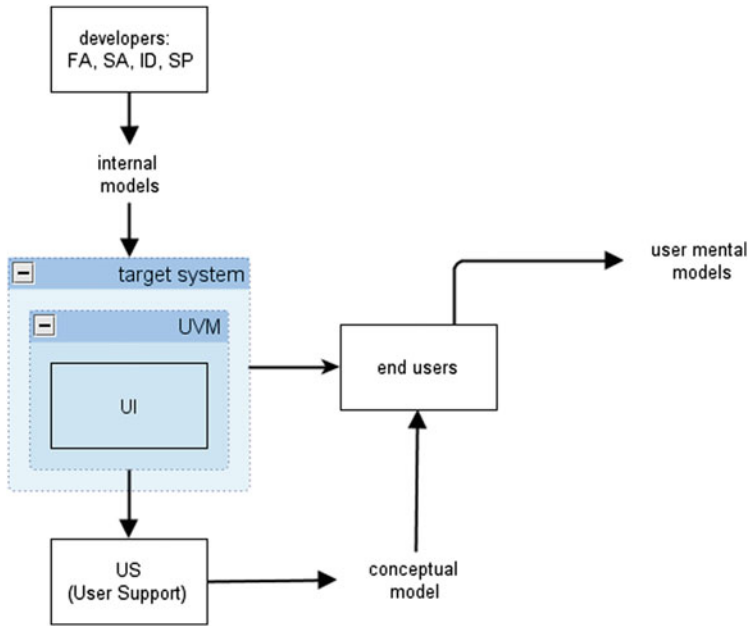 developers:
FA, SA, ID, SP
internal
models
target system
UVM
UI
end users
user mental
models
US
(User Support)
conceptual
model